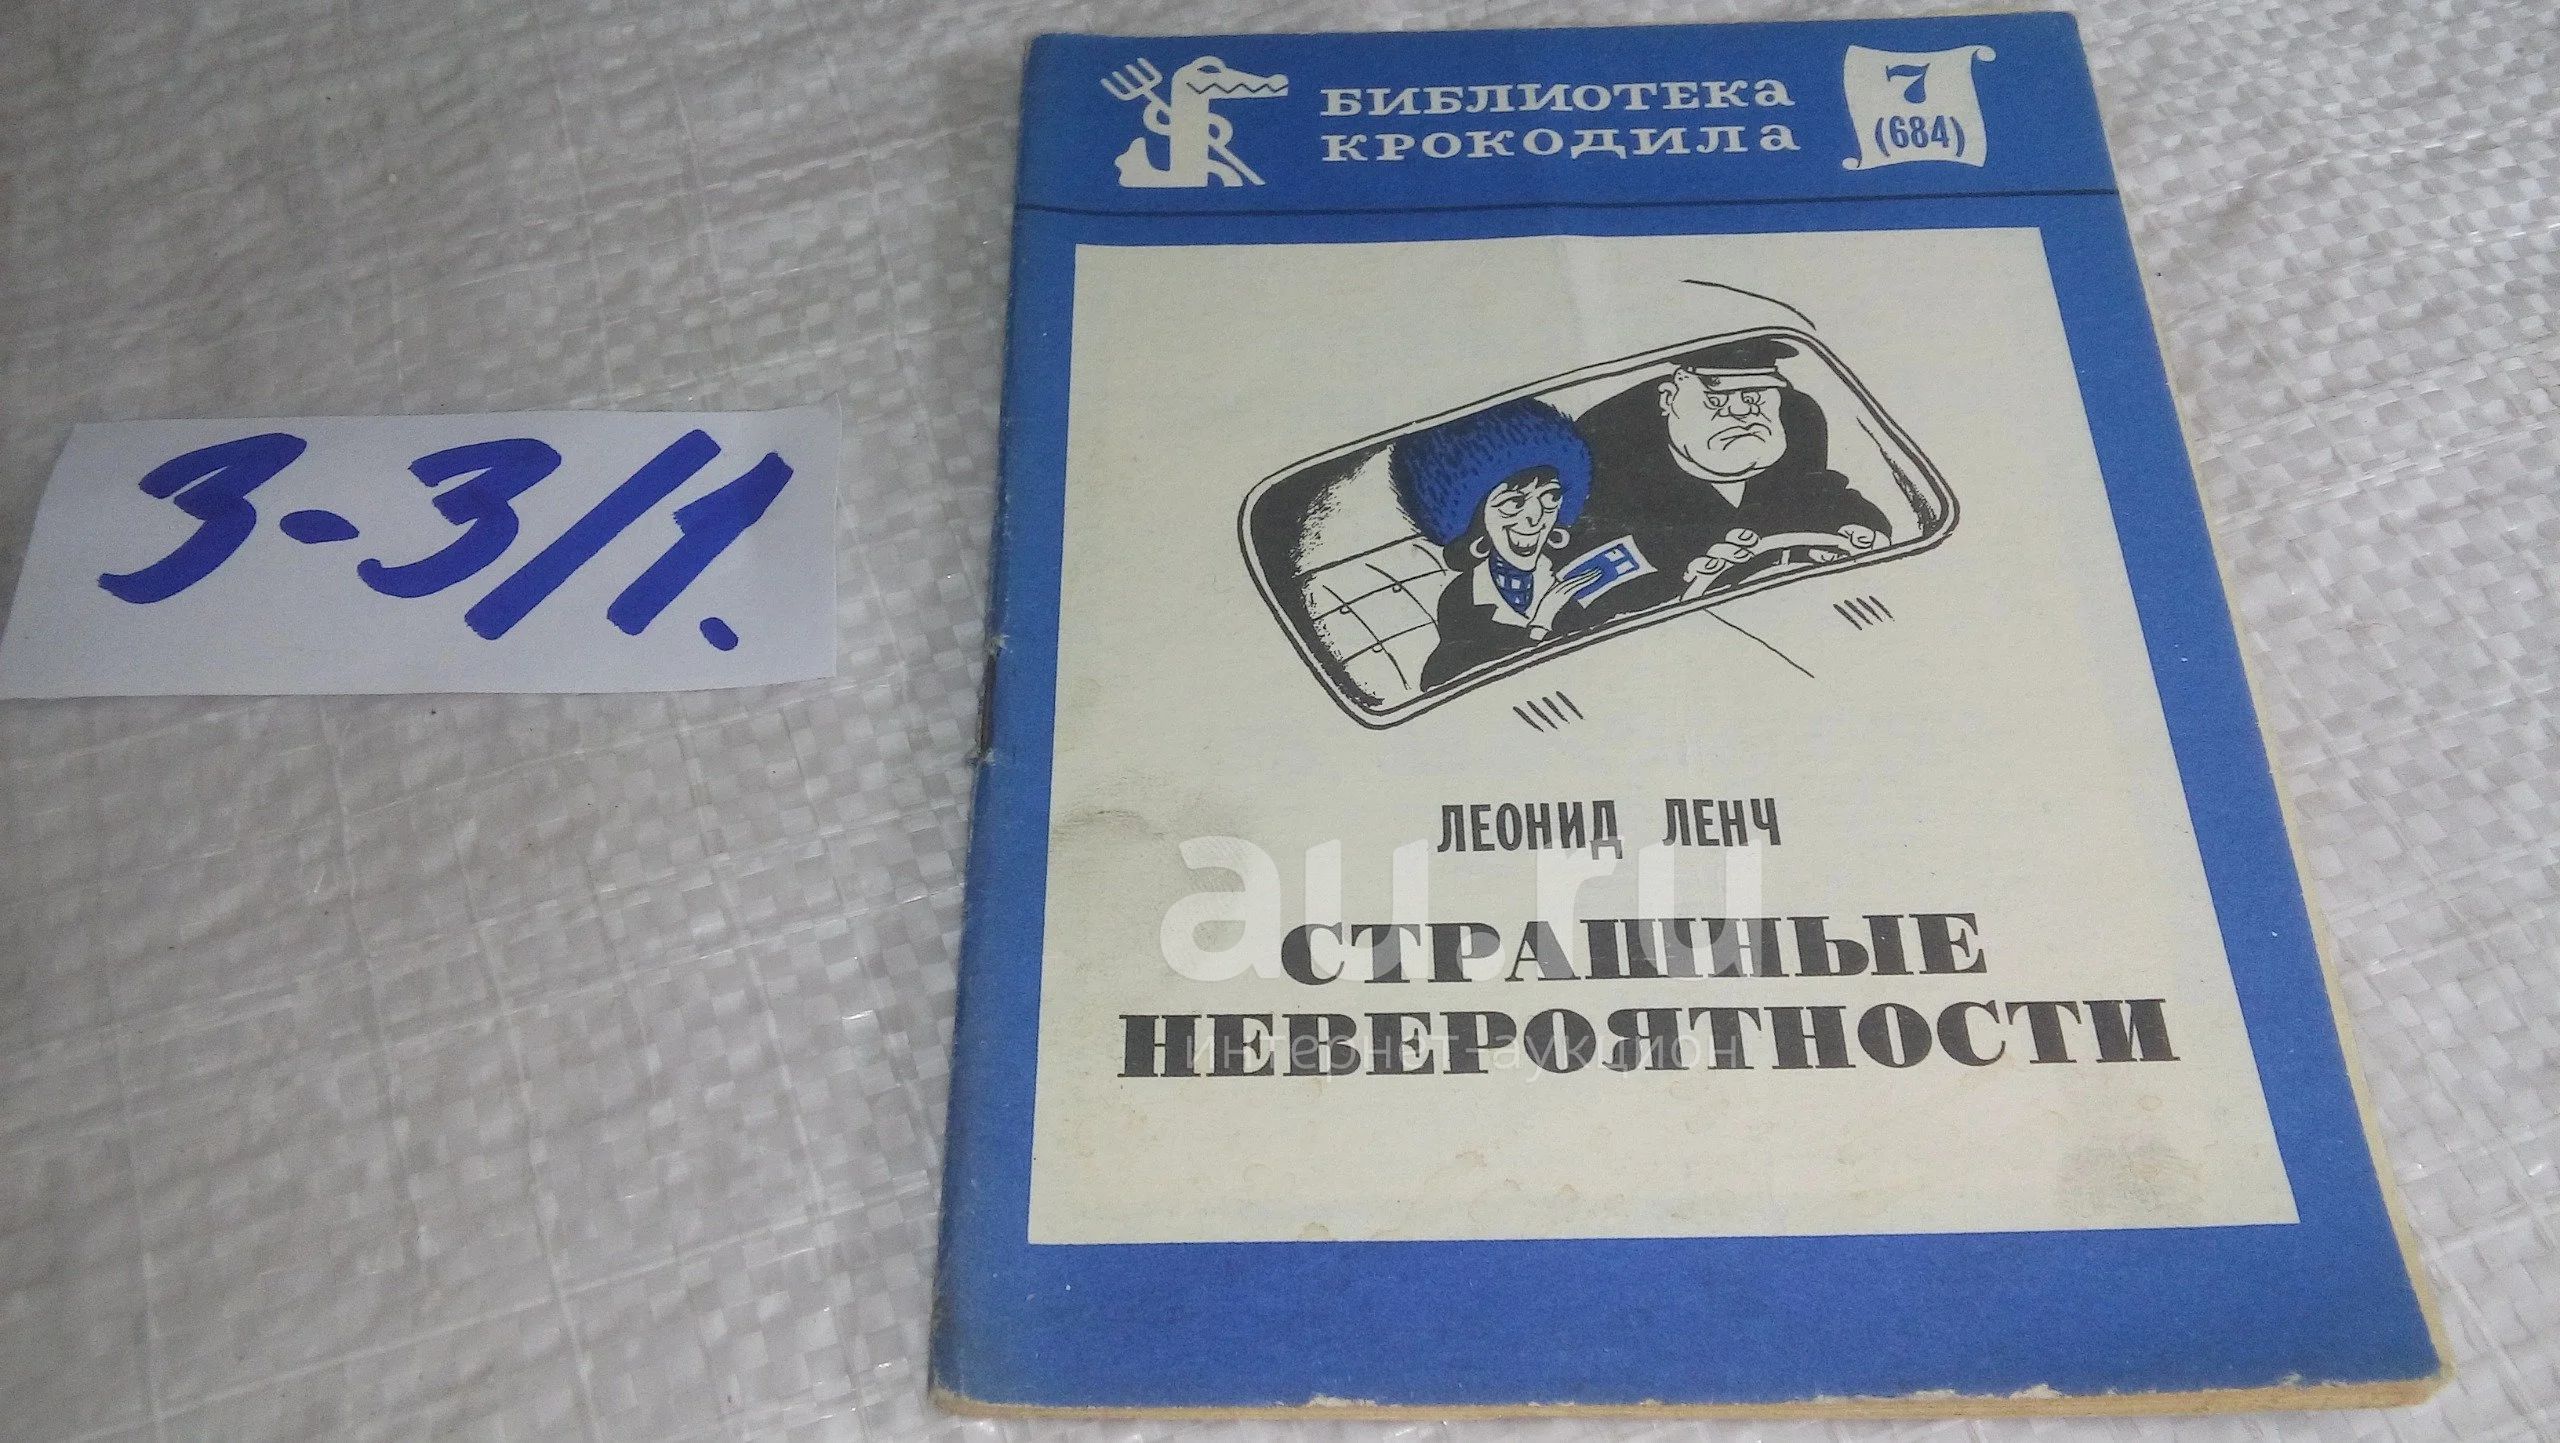 БИБЛИОТЕКА
КРОКОДИЛА
7
(684)
3-3/1.
ЛЕОНИД ЛЕНЧ
СТРАШНЫЕ
НЕВЕРОЯТНОСТИ
au.ru
интернет-аукцион